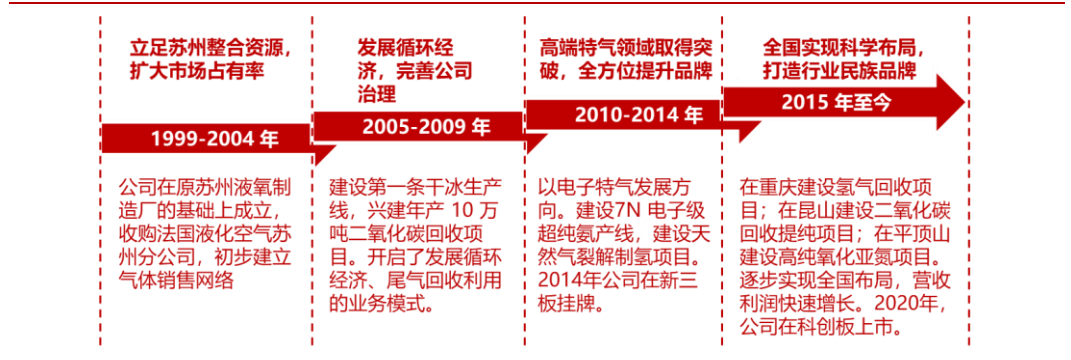 立足苏州整合资源，
扩大市场占有率
1999-2004 年
公司在原苏州液氧制
造厂的基础上成立，
收购法国液化空气苏
州分公司，初步建立
气体销售网络
发展循环经
济，完善公司
治理
2005-2009 年
建设第一条干冰生产
线，兴建年产 10 万
吨二氧化碳回收项
目。开启了发展循环
经济、尾气回收利用
的业务模式。
高端特气领域取得突
破，全方位提升品牌
2010-2014 年
以电子特气发展方
向。建设7N 电子级
超纯氨产线，建设天
然气裂解制氢项目。
2014年公司在新三
板挂牌。
全国实现科学布局，
打造行业民族品牌
2015 年至今
在重庆建设氢气回收项
目；在昆山建设二氧化碳
回收提纯项目；在平顶山
建设高纯氧化亚氮项目。
逐步实现全国布局，营收
利润快速增长。2020年，
公司在科创板上市。